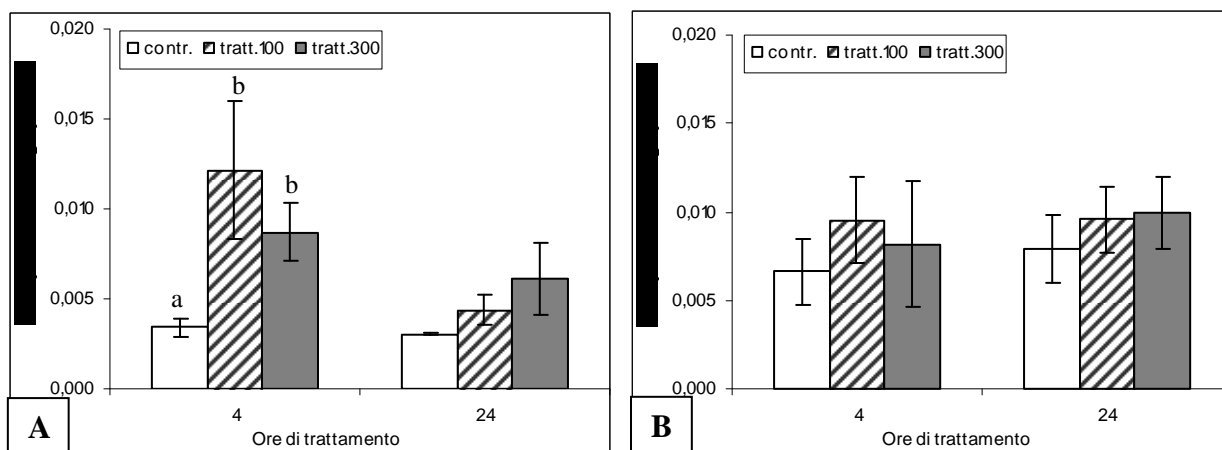 0,020
contr. tratt.100 tratt.300
b
0,015
b
0,010
a
0,005
0,000
4 24
A
Ore di trattamento
0,020
contr. tratt.100 tratt.300
0,015
0,010
0,005
0,000
4 24
B
Ore di trattamento